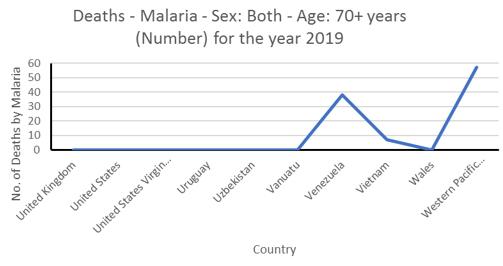 Deaths - Malaria - Sex: Both - Age: 70+ years
(Number) for the year 2019
No. of Deaths by Malaria
60
50
40
30
20
10
0
United Kingdom
United States
United States Virgin...
Uruguay
Uzbekistan
Vanuatu
Venezuela
Vietnam
Wales
Western Pacific...
Country